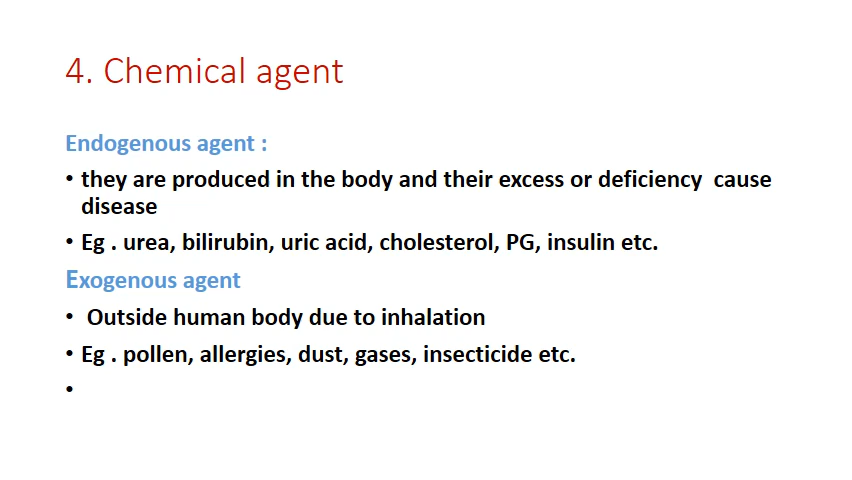 4. Chemical agent
Endogenous agent :
• they are produced in the body and their excess or deficiency  cause
disease
• Eg . urea, bilirubin, uric acid, cholesterol, PG, insulin etc.
Exogenous agent
•  Outside human body due to inhalation
• Eg . pollen, allergies, dust, gases, insecticide etc.
•